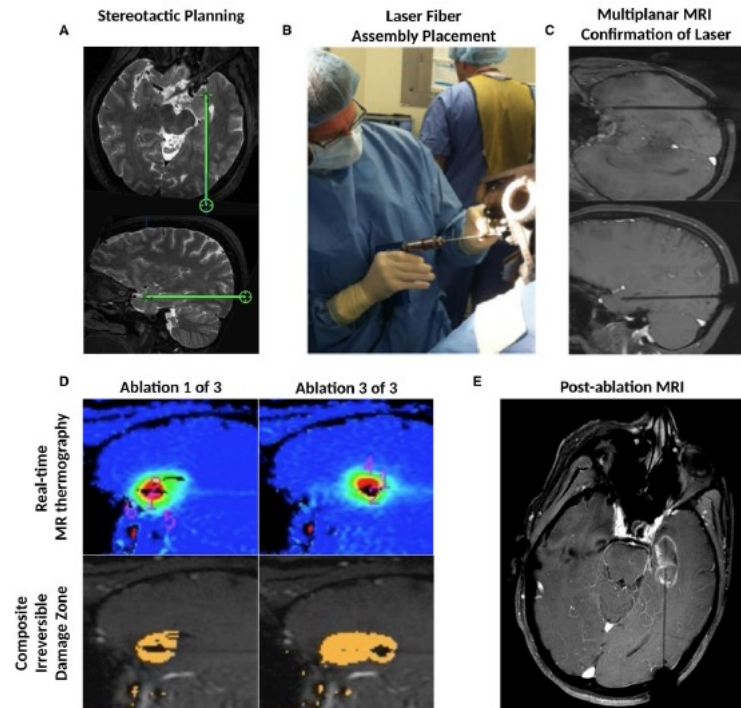 Stereotactic Planning
A
B
Laser Fiber
Assembly Placement
C
Multiplanar MRI
Confirmation of Laser
D
Ablation 1 of 3
Ablation 3 of 3
Real-time
MR thermography
Composite
Irreversible
Damage Zone
E
Post-ablation MRI